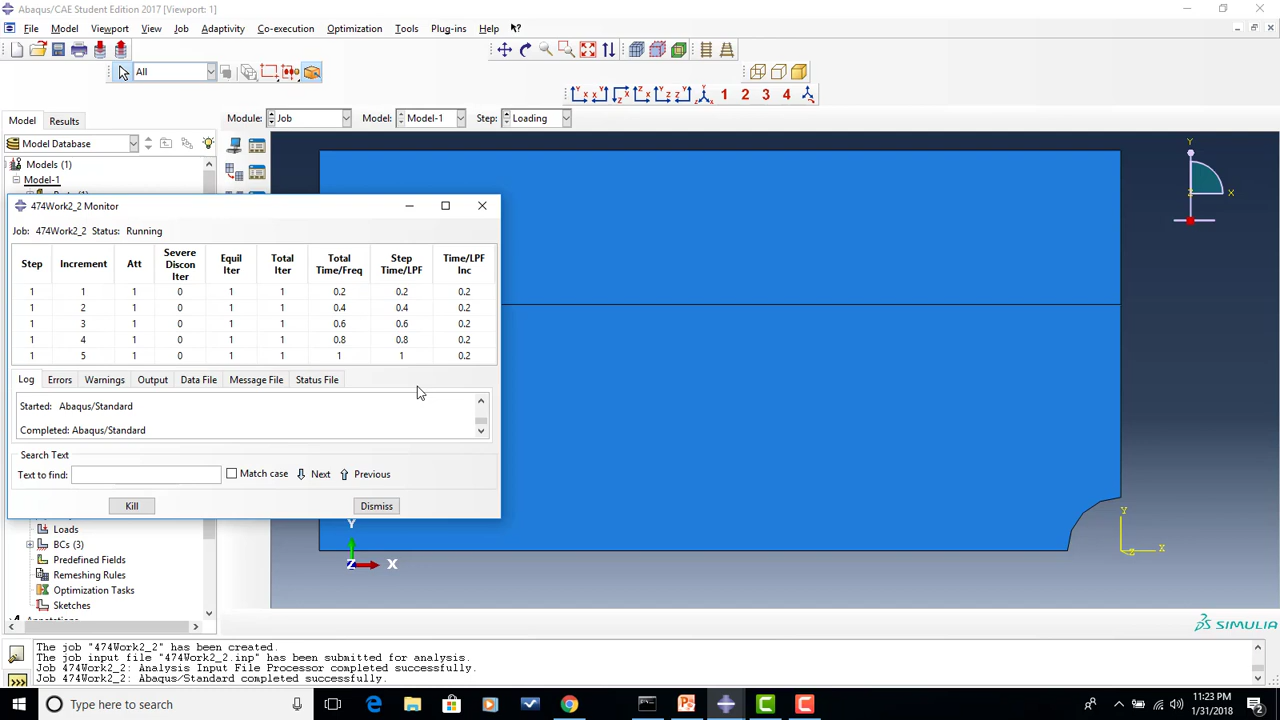 Abaqus/CAE Student Edition 2017 [Viewport: 1]
File Model Viewport View Job Adaptivity Co-execution Optimization Tools Plug-ins Help
All
1 2 3 4
Model Results
Module: Job Model: Model-1 Step: Loading
Model Database
Models (1)
Model-1
474Work2_2 Monitor
Job: 474Work2_2 Status: Running
Step Increment Att Severe Discon Iter Equil Iter Total Iter Total Time/Freq Step Time/LPF Time/LPF Inc
1 1 1 0 1 1 0.2 0.2 0.2
1 2 1 0 1 1 0.4 0.4 0.2
1 3 1 0 1 1 0.6 0.6 0.2
1 4 1 0 1 1 0.8 0.8 0.2
1 5 1 0 1 1 1 1 0.2
Log Errors Warnings Output Data File Message File Status File
Started: Abaqus/Standard
Completed: Abaqus/Standard
Search Text
Text to find: Match case Next Previous
Kill Dismiss
Loads
BCs (3)
Predefined Fields
Remeshing Rules
Optimization Tasks
Sketches
Y
X
Z
Y
X
Z
Y
Z X
SIMULIA
The job "474Work2_2" has been created.
The job input file "474Work2_2.inp" has been submitted for analysis.
Job 474Work2_2: Analysis Input File Processor completed successfully.
Job 474Work2_2: Abaqus/Standard completed successfully.
Type here to search
11:23 PM
1/31/2018